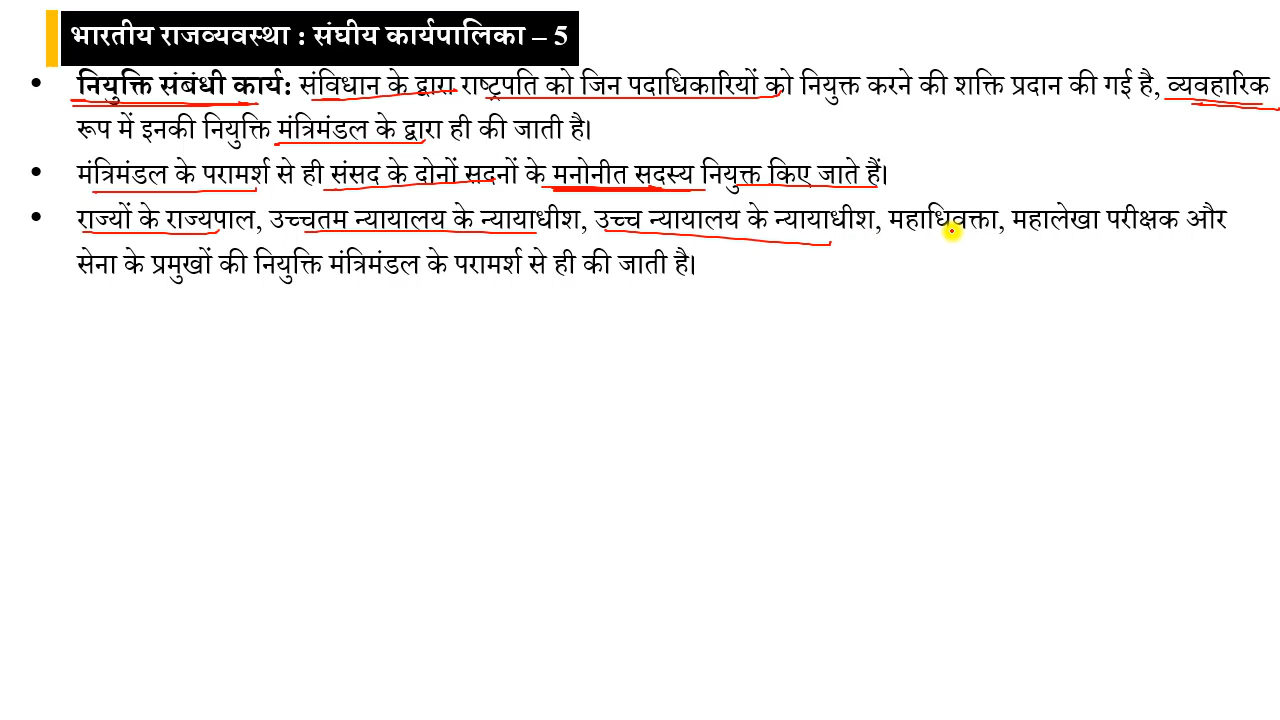 भारतीय राजव्यवस्था : संघीय कार्यपालिका – 5
• नियुक्ति संबंधी कार्य: संविधान के द्वारा राष्ट्रपति को जिन पदाधिकारियों को नियुक्त करने की शक्ति प्रदान की गई है, व्यवहारिक
रूप में इनकी नियुक्ति मंत्रिमंडल के द्वारा ही की जाती है।
• मंत्रिमंडल के परामर्श से ही संसद के दोनों सदनों के मनोनीत सदस्य नियुक्त किए जाते हैं।
• राज्यों के राज्यपाल, उच्चतम न्यायालय के न्यायाधीश, उच्च न्यायालय के न्यायाधीश, महाधिवक्ता, महालेखा परीक्षक और
सेना के प्रमुखों की नियुक्ति मंत्रिमंडल के परामर्श से ही की जाती है।